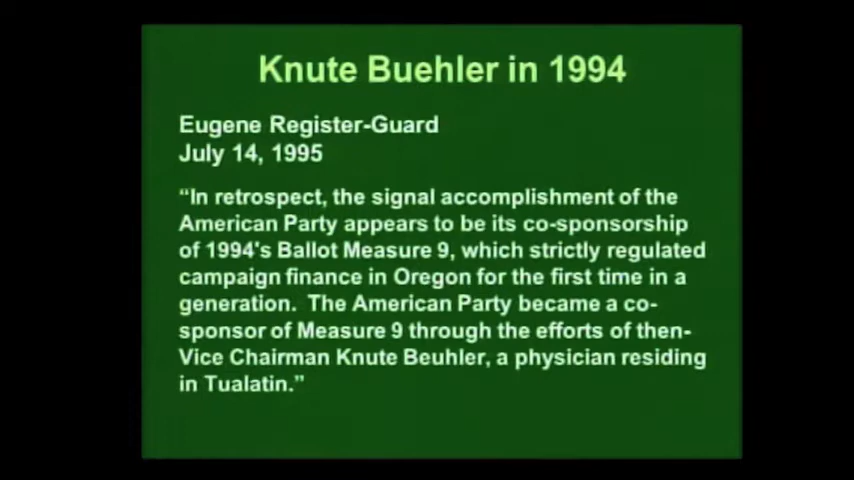 Knute Buehler in 1994
Eugene Register-Guard
July 14, 1995
“In retrospect, the signal accomplishment of the
American Party appears to be its co-sponsorship
of 1994's Ballot Measure 9, which strictly regulated
campaign finance in Oregon for the first time in a
generation.  The American Party became a co-
sponsor of Measure 9 through the efforts of then-
Vice Chairman Knute Beuhler, a physician residing
in Tualatin.”